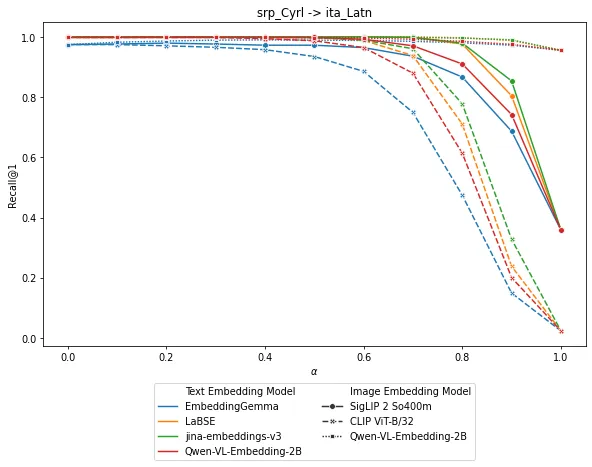 srp_Cyrl -> ita_Latn
Recall@1
1.0
0.8
0.6
0.4
0.2
0.0
0.0 0.2 0.4 0.6 0.8 1.0
α
Text Embedding Model
EmbeddingGemma
LaBSE
jina-embeddings-v3
Qwen-VL-Embedding-2B
Image Embedding Model
SigLIP 2 So400m
CLIP ViT-B/32
Qwen-VL-Embedding-2B